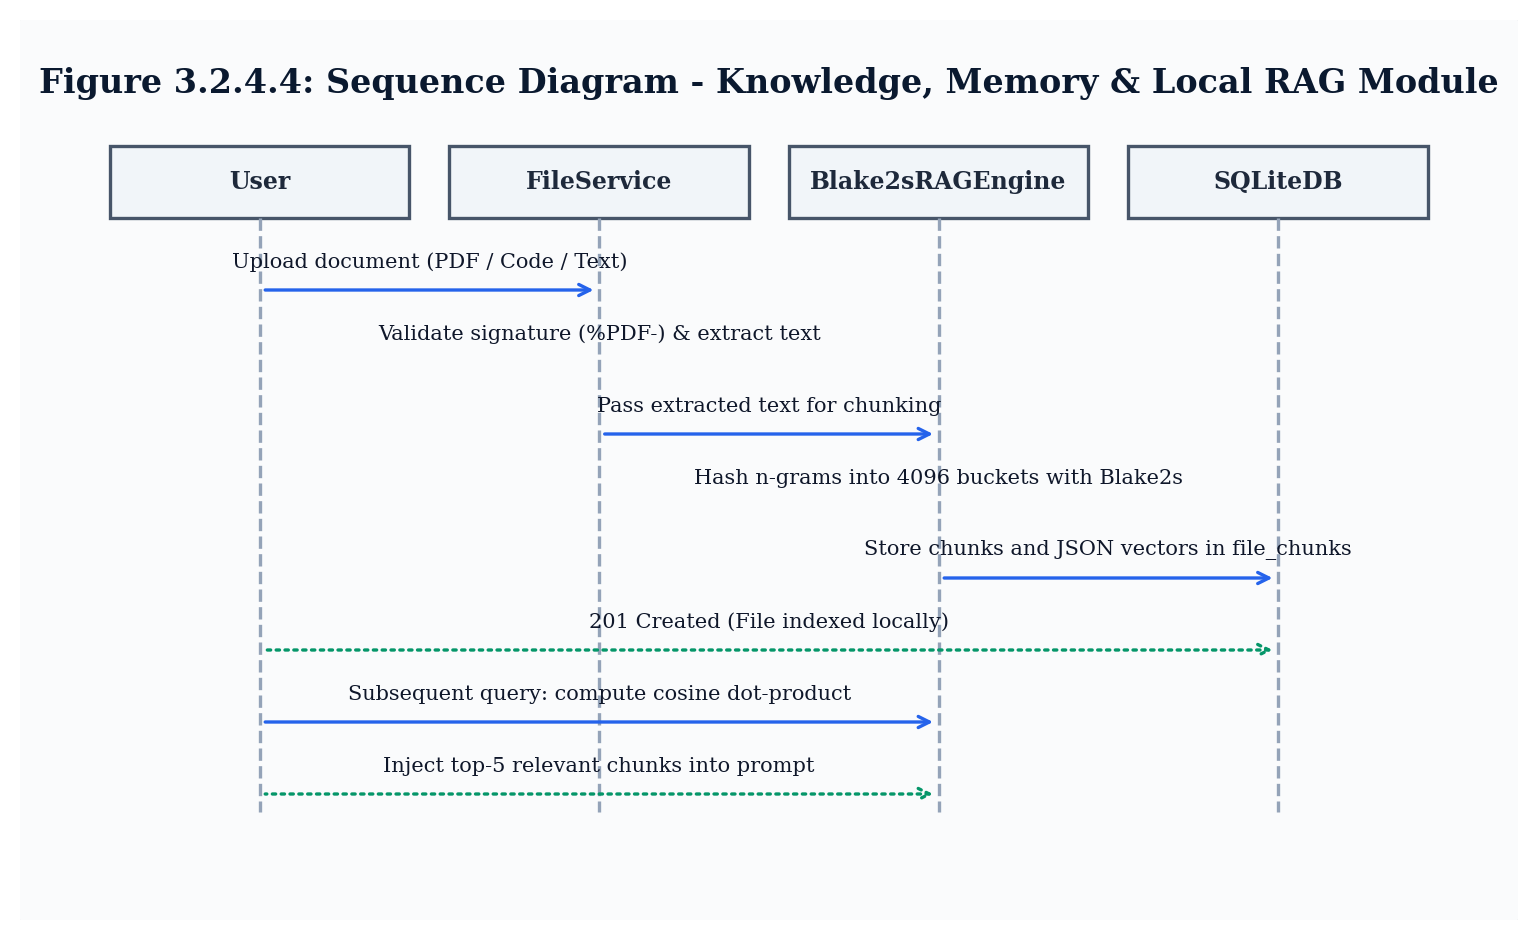 Figure 3.2.4.4: Sequence Diagram - Knowledge, Memory & Local RAG Module
User
FileService
Blake2sRAGEngine
SQLiteDB
Upload document (PDF / Code / Text)
Validate signature (%PDF-) & extract text
Pass extracted text for chunking
Hash n-grams into 4096 buckets with Blake2s
Store chunks and JSON vectors in file_chunks
201 Created (File indexed locally)
Subsequent query: compute cosine dot-product
Inject top-5 relevant chunks into prompt